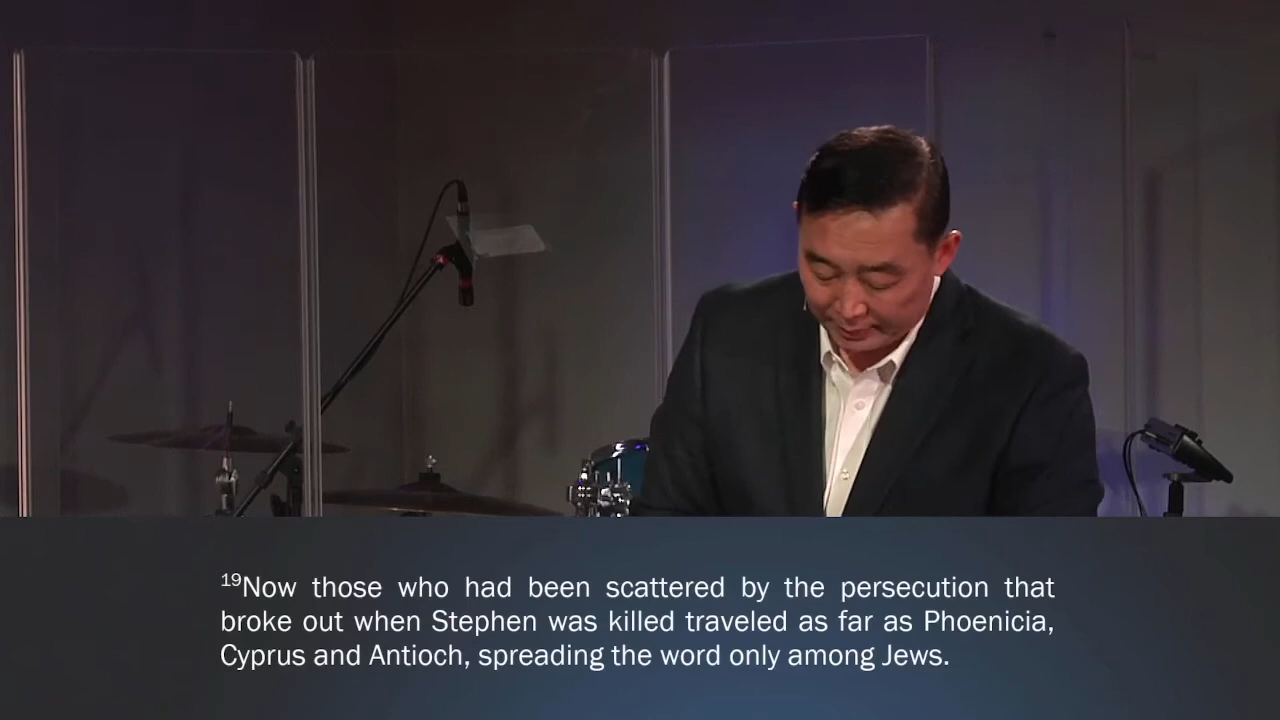 19Now those who had been scattered by the persecution that
broke out when Stephen was killed traveled as far as Phoenicia,
Cyprus and Antioch, spreading the word only among Jews.